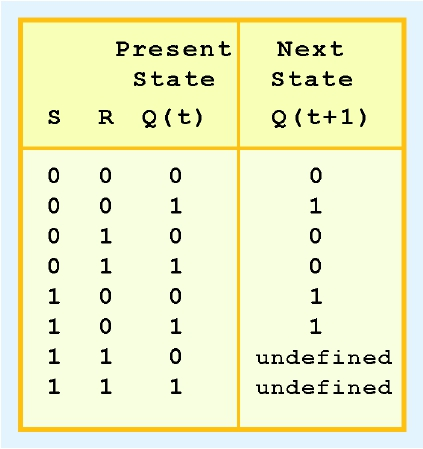 Present Next
State State
S R Q(t) Q(t+1)
0 0 0 0
0 0 1 1
0 1 0 0
0 1 1 0
1 0 0 1
1 0 1 1
1 1 0 undefined
1 1 1 undefined